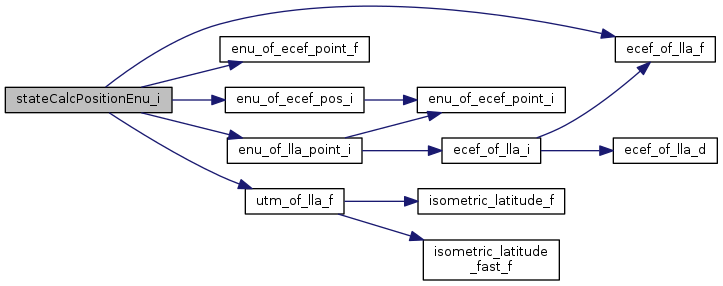 stateCalcPositionEnu_i
enu_of_ecef_point_f
enu_of_ecef_pos_i
enu_of_lla_point_i
utm_of_lla_f
enu_of_ecef_point_i
ecef_of_lla_i
isometric_latitude_f
isometric_latitude
_fast_f
ecef_of_lla_f
ecef_of_lla_d